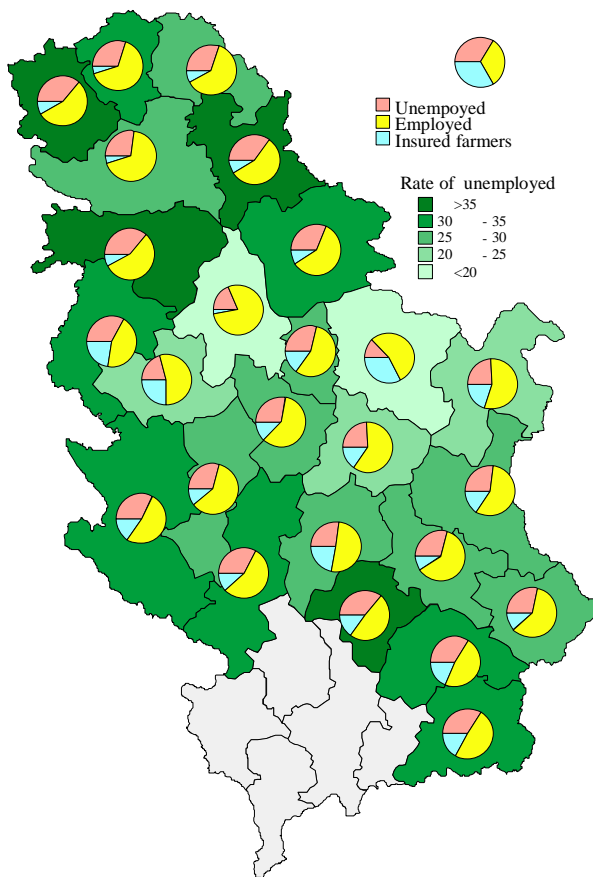 Unempoyed
Employed
Insured farmers
Rate of unemployed
>35
30 - 35
25 - 30
20 - 25
<20